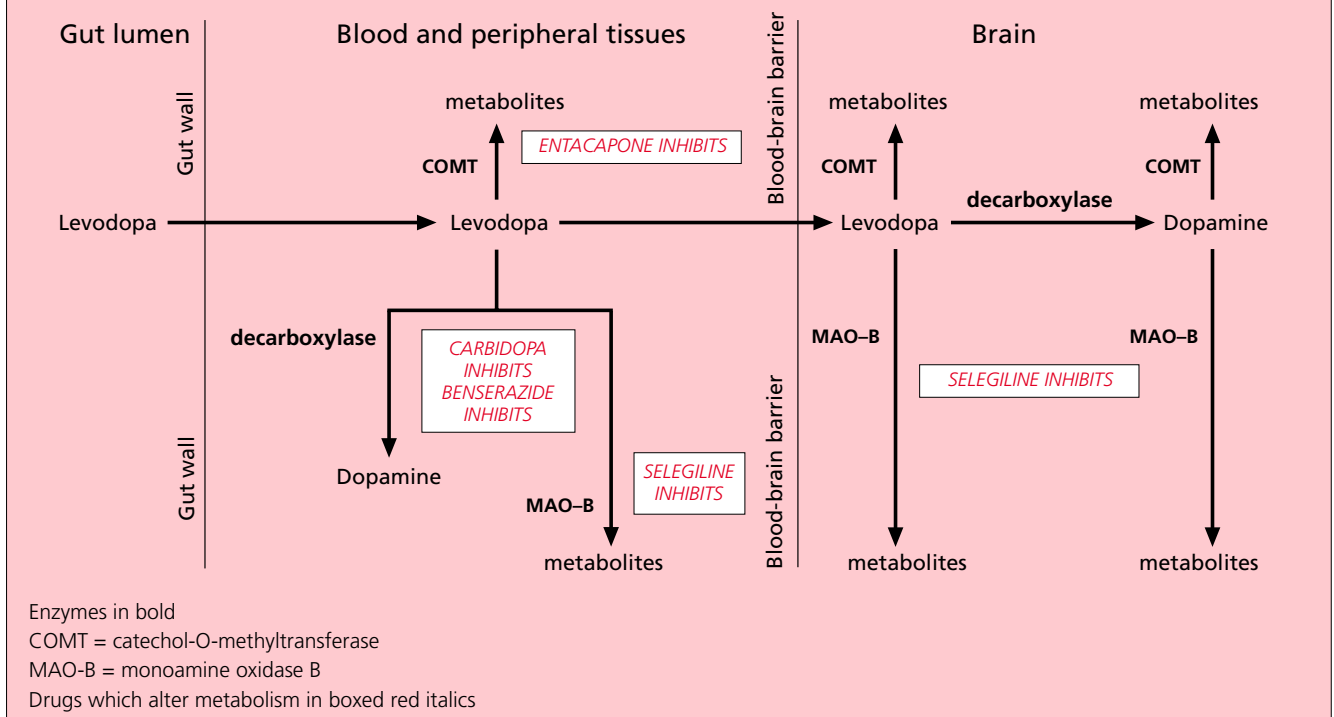 Gut lumen
Blood and peripheral tissues
Brain
Gut wall
Blood-brain barrier
metabolites
metabolites
metabolites
ENTACAPONE INHIBITS
COMT
COMT
COMT
decarboxylase
Levodopa
Levodopa
Levodopa
Dopamine
decarboxylase
CARBIDOPA
INHIBITS
BENSERAZIDE
INHIBITS
MAO–B
MAO–B
SELEGILINE INHIBITS
Gut wall
Dopamine
SELEGILINE
INHIBITS
MAO–B
Blood-brain barrier
metabolites
metabolites
metabolites
Enzymes in bold
COMT = catechol-O-methyltransferase
MAO-B = monoamine oxidase B
Drugs which alter metabolism in boxed red italics